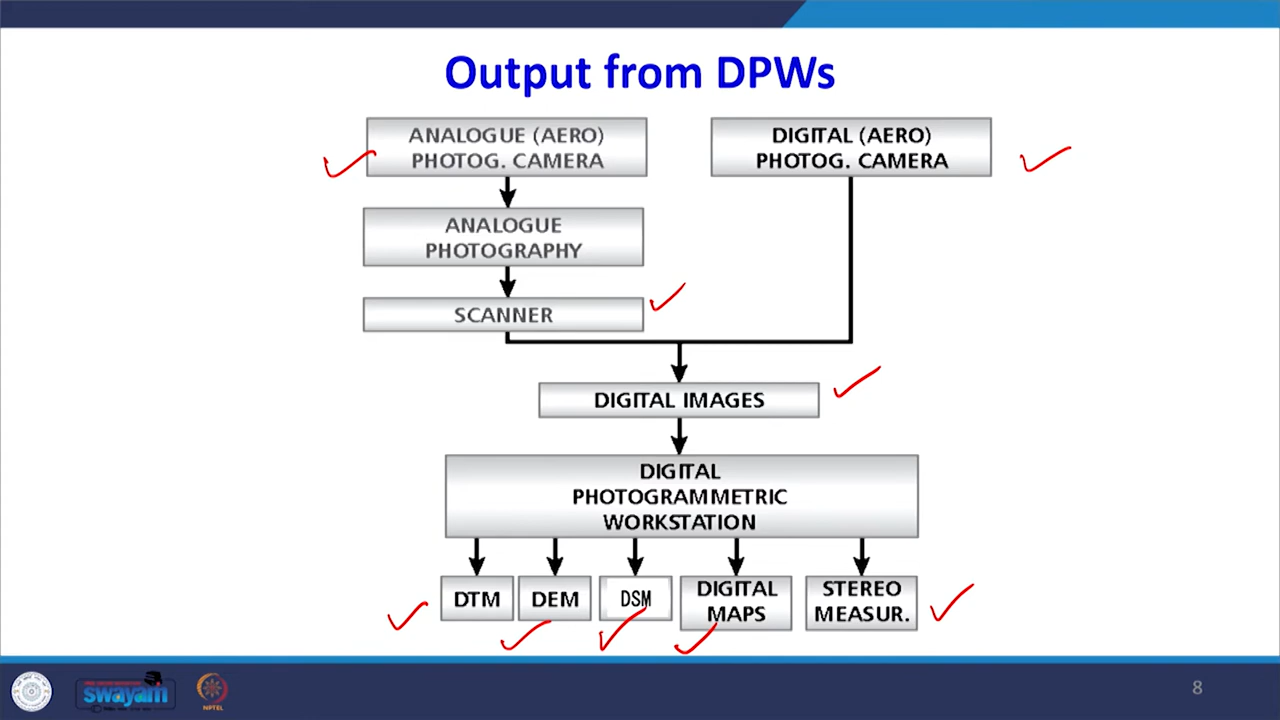 Output from DPWs
ANALOGUE (AERO)
PHOTOG. CAMERA
DIGITAL (AERO)
PHOTOG. CAMERA
ANALOGUE
PHOTOGRAPHY
SCANNER
DIGITAL IMAGES
DIGITAL
PHOTOGRAMMETRIC
WORKSTATION
DTM
DEM
DSM
DIGITAL
MAPS
STEREO
MEASUR.
swayam
NPTEL
8